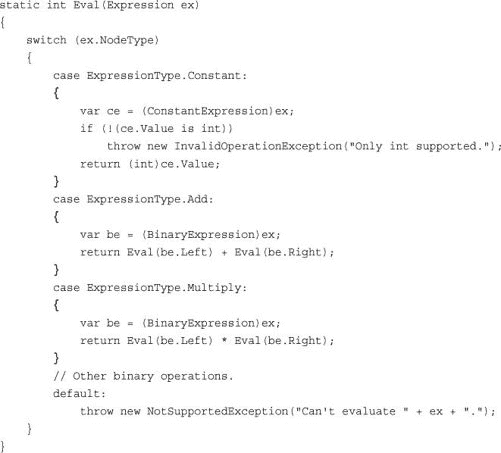 static int Eval(Expression ex)
{
    switch (ex.NodeType)
    {
        case ExpressionType.Constant:
        {
            var ce = (ConstantExpression)ex;
            if (!(ce.Value is int))
                throw new InvalidOperationException("Only int supported.");
            return (int)ce.Value;
        }
        case ExpressionType.Add:
        {
            var be = (BinaryExpression)ex;
            return Eval(be.Left) + Eval(be.Right);
        }
        case ExpressionType.Multiply:
        {
            var be = (BinaryExpression)ex;
            return Eval(be.Left) * Eval(be.Right);
        }
        // Other binary operations.
        default:
            throw new NotSupportedException("Can't evaluate " + ex + ".");
    }
}